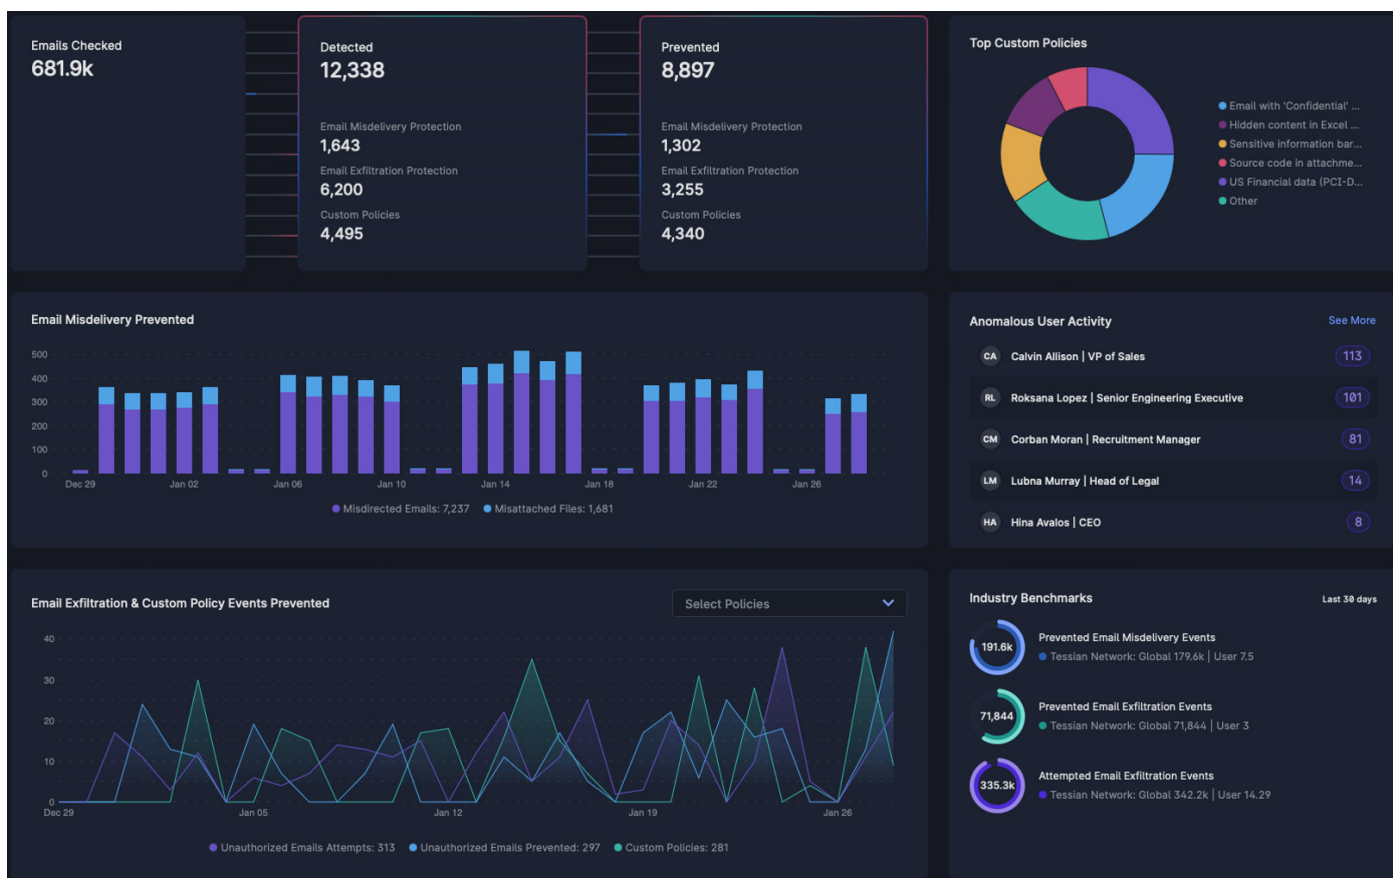 Emails Checked
681.9k
Detected
12,338
Email Misdelivery Protection
1,643
Email Exfiltration Protection
6,200
Custom Policies
4,495
Prevented
8,897
Email Misdelivery Protection
1,302
Email Exfiltration Protection
3,255
Custom Policies
4,340
Top Custom Policies
Email with 'Confidential' ...
Hidden content in Excel ...
Sensitive information bar...
Source code in attachme...
US Financial data (PCI-D...
Other
Email Misdelivery Prevented
500
400
300
200
100
0
Dec 29 Jan 02 Jan 06 Jan 10 Jan 14 Jan 18 Jan 22 Jan 26
Misdirected Emails: 7,237 Misattached Files: 1,681
Anomalous User Activity See More
CA Calvin Allison | VP of Sales 113
RL Roksana Lopez | Senior Engineering Executive 101
CM Corban Moran | Recruitment Manager 81
LM Lubna Murray | Head of Legal 14
HA Hina Avalos | CEO 8
Email Exfiltration & Custom Policy Events Prevented Select Policies
40
30
20
10
0
Dec 29 Jan 05 Jan 12 Jan 19 Jan 26
Unauthorized Emails Attempts: 313 Unauthorized Emails Prevented: 297 Custom Policies: 281
Industry Benchmarks Last 30 days
191.6k
Prevented Email Misdelivery Events
Tessian Network: Global 179.6k | User 7.5
71,844
Prevented Email Exfiltration Events
Tessian Network: Global 71,844 | User 3
335.3k
Attempted Email Exfiltration Events
Tessian Network: Global 342.2k | User 14.29